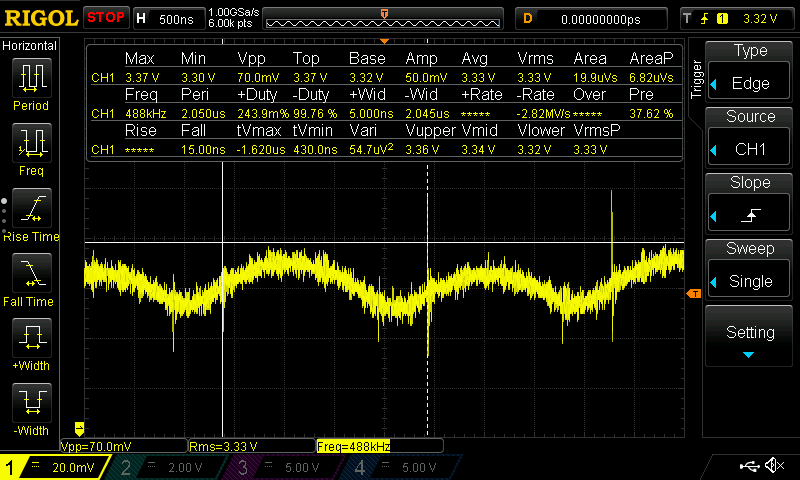 RIGOL STOP H 500ns 1.00GSa/s 6.00k pts T D 0.00000000ps T 1 3.32 V
Horizontal
Period
Freq
Rise Time
Fall Time
+Width
-Width
Max Min Vpp Top Base Amp Avg Vrms Area AreaP
CH1 3.37 V 3.30 V 70.0mV 3.37 V 3.32 V 50.0mV 3.33 V 3.33 V 19.9uVs 6.82uVs
Freq Peri +Duty -Duty +Wid -Wid +Rate -Rate Over Pre
CH1 488kHz 2.050us 243.9m% 99.76 % 5.000ns 2.045us ***** -2.82MV/s ***** 37.62 %
Rise Fall tVmax tVmin Vari Vupper Vmid Vlower VrmsP
CH1 ***** 15.00ns -1.620us 430.0ns 54.7uV² 3.36 V 3.34 V 3.32 V 3.33 V
Trigger
Type
Edge
Source
CH1
Slope
Sweep
Single
Setting
T
Vpp=70.0mV Rms=3.33 V Freq=488kHz
1 20.0mV 2 2.00 V 3 5.00 V 4 5.00 V